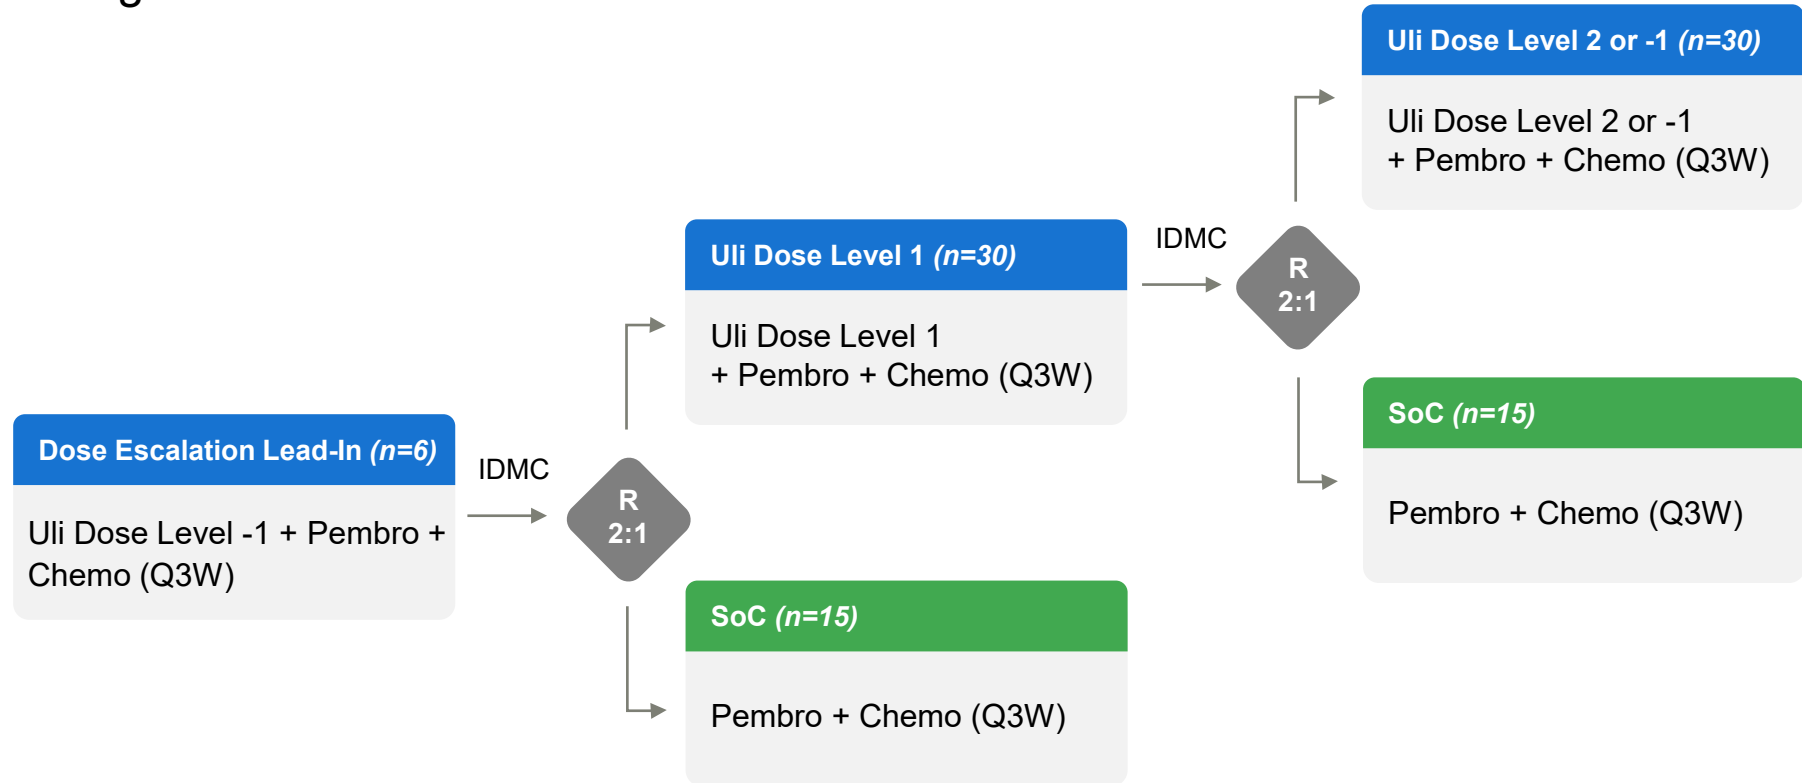 Dose Escalation Lead-In (n=6)
Uli Dose Level -1 + Pembro +
Chemo (Q3W)
IDMC
R
2:1
Uli Dose Level 1 (n=30)
Uli Dose Level 1
+ Pembro + Chemo (Q3W)
SoC (n=15)
Pembro + Chemo (Q3W)
IDMC
R
2:1
Uli Dose Level 2 or -1 (n=30)
Uli Dose Level 2 or -1
+ Pembro + Chemo (Q3W)
SoC (n=15)
Pembro + Chemo (Q3W)